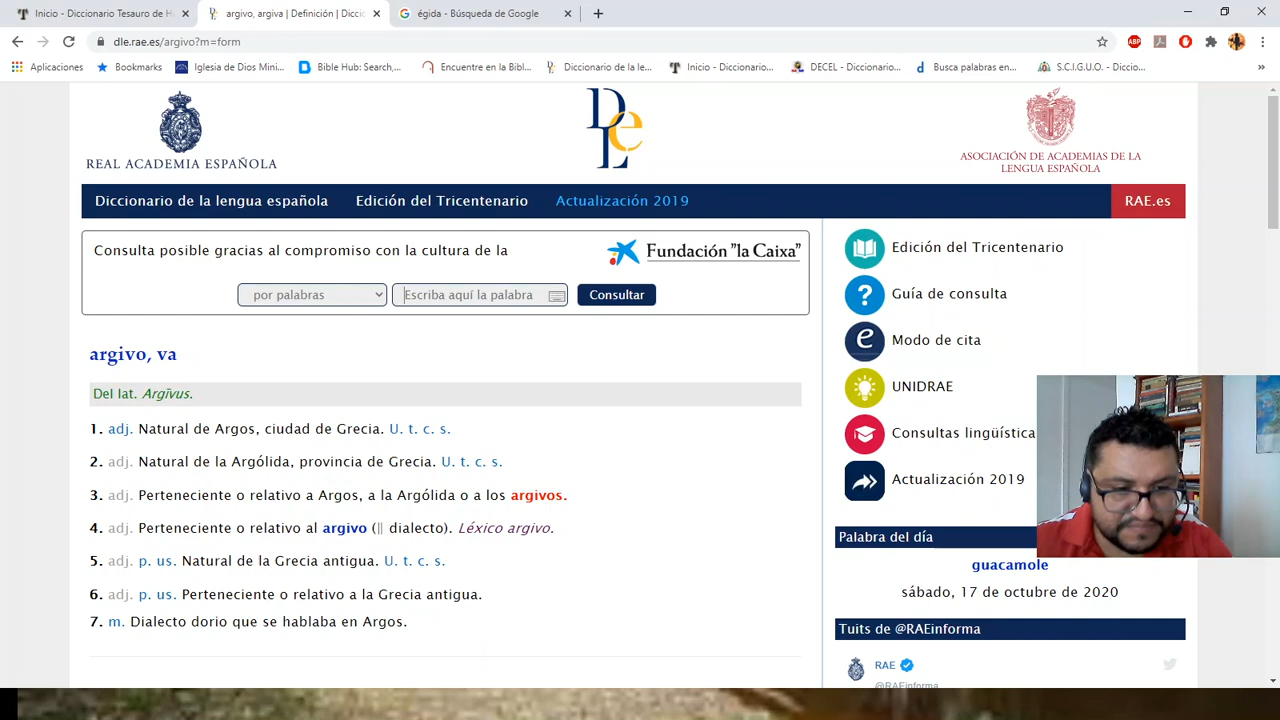 Inicio - Diccionario Tesauro de H
argivo, argiva | Definición | Dicci
égida - Búsqueda de Google
dle.rae.es/argivo?m=form
ABP
Aplicaciones
Bookmarks
Iglesia de Dios Mini...
Bible Hub: Search,...
Encuentre en la Bibl...
Diccionario de la le...
Inicio - Diccionario...
DECEL - Diccionario...
Busca palabras en...
S.C.I.G.U.O. - Diccio...
REAL ACADEMIA ESPAÑOLA
DLe
ASOCIACIÓN DE ACADEMIAS DE LA
LENGUA ESPAÑOLA
Diccionario de la lengua española
Edición del Tricentenario
Actualización 2019
RAE.es
Consulta posible gracias al compromiso con la cultura de la
Fundación "la Caixa"
por palabras
Escriba aquí la palabra
Consultar
argivo, va
Del lat. Argīvus.
1. adj. Natural de Argos, ciudad de Grecia. U. t. c. s.
2. adj. Natural de la Argólida, provincia de Grecia. U. t. c. s.
3. adj. Perteneciente o relativo a Argos, a la Argólida o a los argivos.
4. adj. Perteneciente o relativo al argivo (‖ dialecto). Léxico argivo.
5. adj. p. us. Natural de la Grecia antigua. U. t. c. s.
6. adj. p. us. Perteneciente o relativo a la Grecia antigua.
7. m. Dialecto dorio que se hablaba en Argos.
Edición del Tricentenario
Guía de consulta
Modo de cita
UNIDRAE
Consultas lingüística
Actualización 2019
Palabra del día
guacamole
sábado, 17 de octubre de 2020
Tuits de @RAEinforma
RAE
@RAEinforma